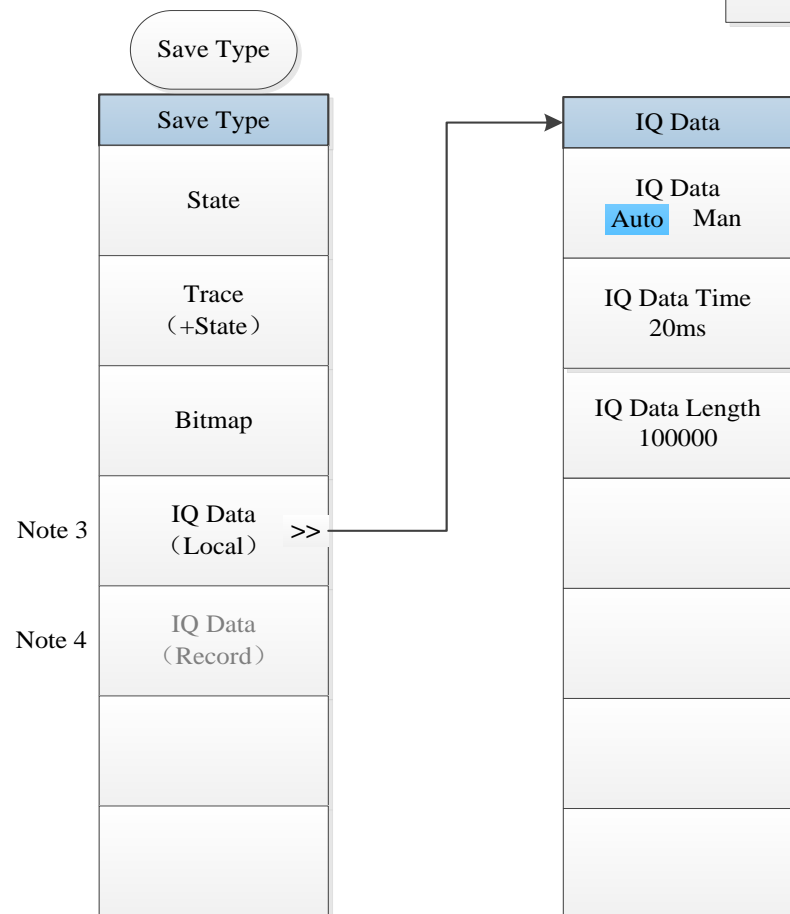 Save Type
Save Type
State
Trace
（+State）
Bitmap
Note 3
IQ Data
（Local）
>>
Note 4
IQ Data
（Record）
IQ Data
IQ Data
Auto Man
IQ Data Time
20ms
IQ Data Length
100000